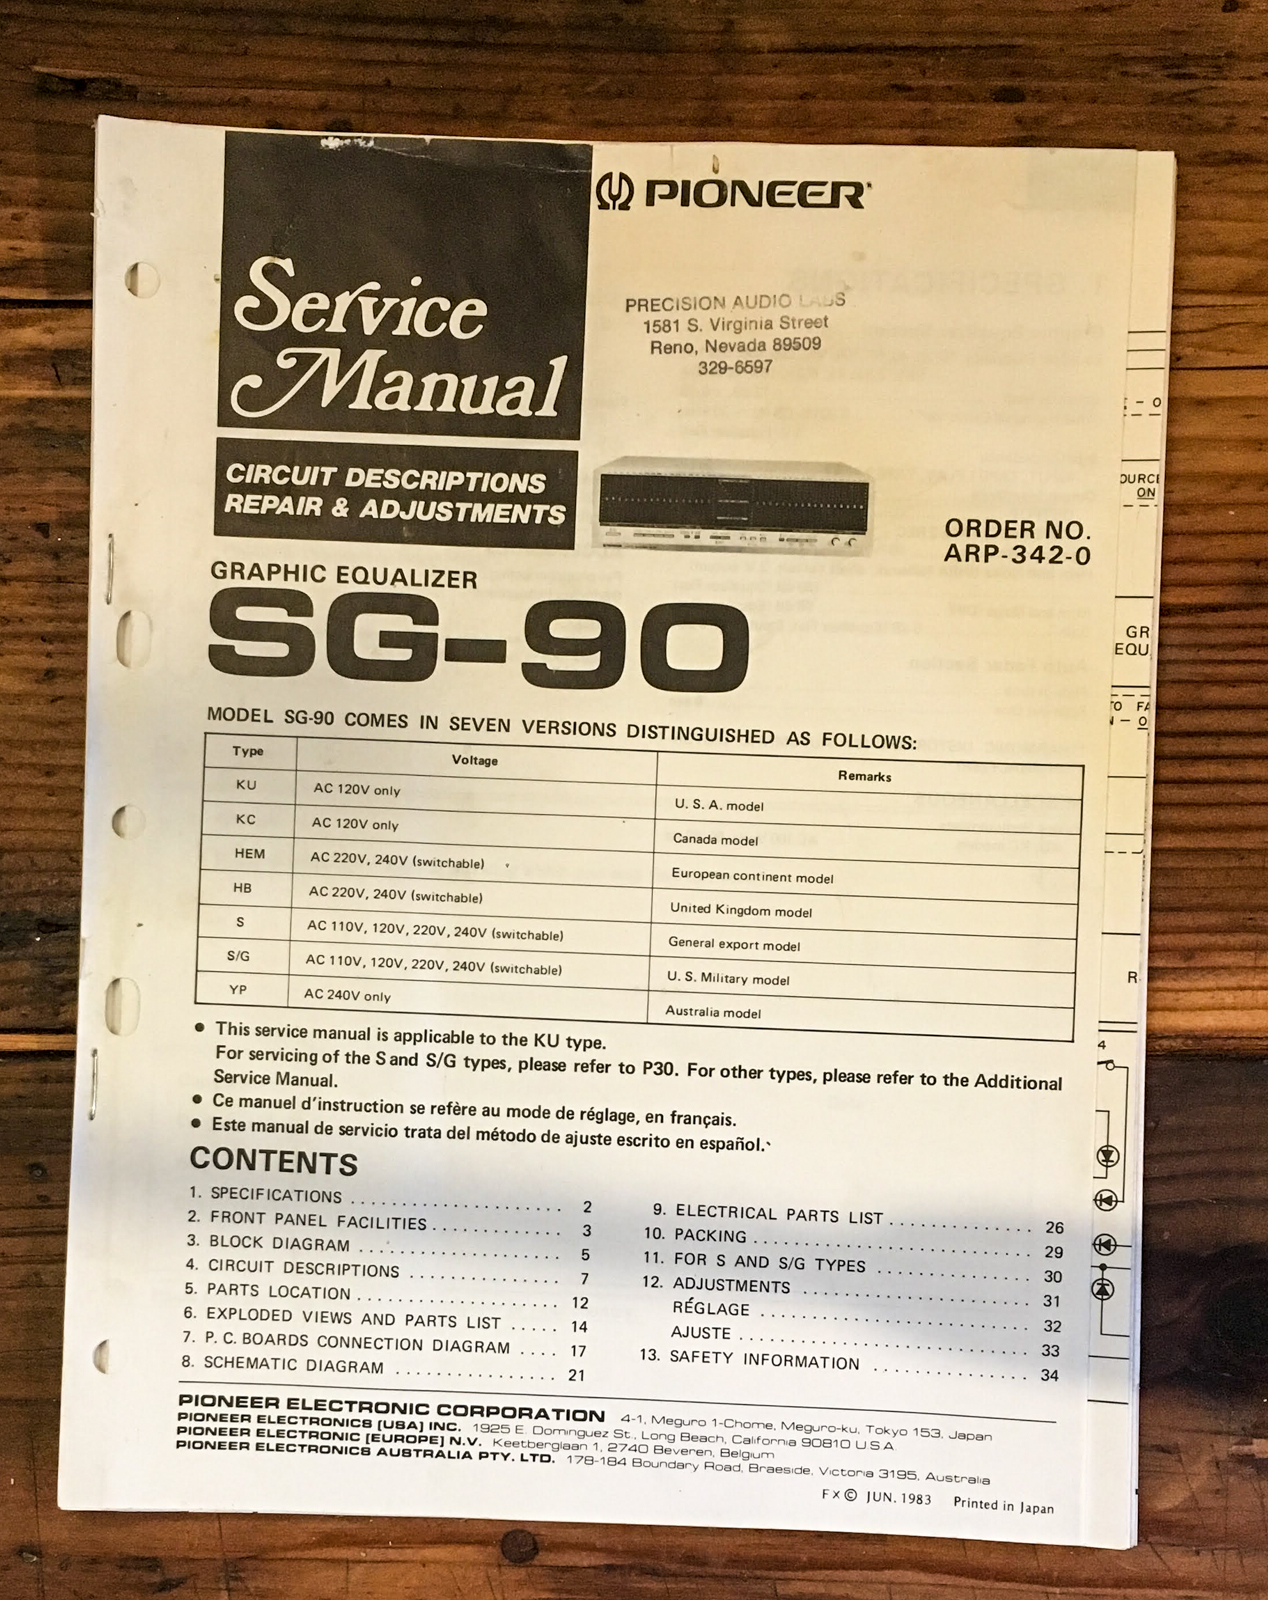 PIONEER
Service
Manual
PRECISION AUDIO LABS
1581 S. Virginia Street
Reno, Nevada 89509
329-6597
CIRCUIT DESCRIPTIONS
REPAIR & ADJUSTMENTS
ORDER NO.
ARP-342-0
GRAPHIC EQUALIZER
SG-90
MODEL SG-90 COMES IN SEVEN VERSIONS DISTINGUISHED AS FOLLOWS:
Type Voltage Remarks
KU AC 120V only U. S. A. model
KC AC 120V only Canada model
HEM AC 220V, 240V (switchable) European continent model
HB AC 220V, 240V (switchable) United Kingdom model
S AC 110V, 120V, 220V, 240V (switchable) General export model
S/G AC 110V, 120V, 220V, 240V (switchable) U. S. Military model
YP AC 240V only Australia model
● This service manual is applicable to the KU type.
For servicing of the S and S/G types, please refer to P30. For other types, please refer to the Additional
Service Manual.
● Ce manuel d'instruction se refère au mode de réglage, en français.
● Este manual de servicio trata del método de ajuste escrito en español.
CONTENTS
1. SPECIFICATIONS ........................ 2
2. FRONT PANEL FACILITIES ............... 3
3. BLOCK DIAGRAM ....................... 5
4. CIRCUIT DESCRIPTIONS ................. 7
5. PARTS LOCATION ....................... 12
6. EXPLODED VIEWS AND PARTS LIST ..... 14
7. P. C. BOARDS CONNECTION DIAGRAM .... 17
8. SCHEMATIC DIAGRAM .................. 21
9. ELECTRICAL PARTS LIST ............... 26
10. PACKING .............................. 29
11. FOR S AND S/G TYPES ................. 30
12. ADJUSTMENTS ........................ 31
RÉGLAGE ............................. 32
AJUSTE ............................... 33
13. SAFETY INFORMATION ................. 34
PIONEER ELECTRONIC CORPORATION 4-1, Meguro 1-Chome, Meguro-ku, Tokyo 153, Japan
PIONEER ELECTRONICS [USA] INC. 1925 E. Dominguez St., Long Beach, California 90810 U.S.A.
PIONEER ELECTRONIC [EUROPE] N.V. Keetberglaan 1, 2740 Beveren, Belgium
PIONEER ELECTRONICS AUSTRALIA PTY. LTD. 178-184 Boundary Road, Braeside, Victoria 3195, Australia
FX © JUN. 1983 Printed in Japan
- O
OURCE
ON
GR
EQU
TO FA
N - O
R
4